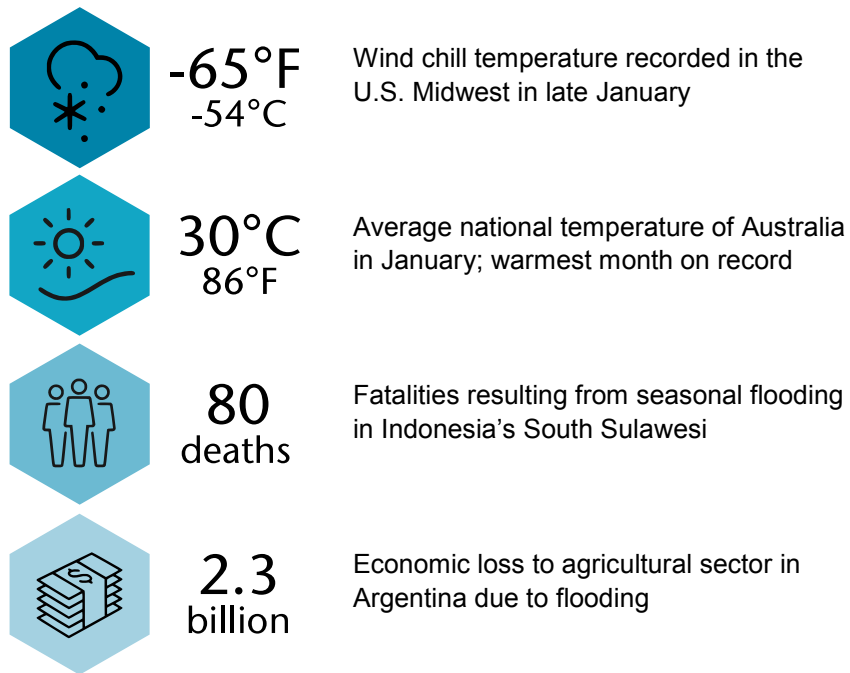 -65°F
-54°C
Wind chill temperature recorded in the
U.S. Midwest in late January
30°C
86°F
Average national temperature of Australia
in January; warmest month on record
80
deaths
Fatalities resulting from seasonal flooding
in Indonesia’s South Sulawesi
$
2.3
billion
Economic loss to agricultural sector in
Argentina due to flooding